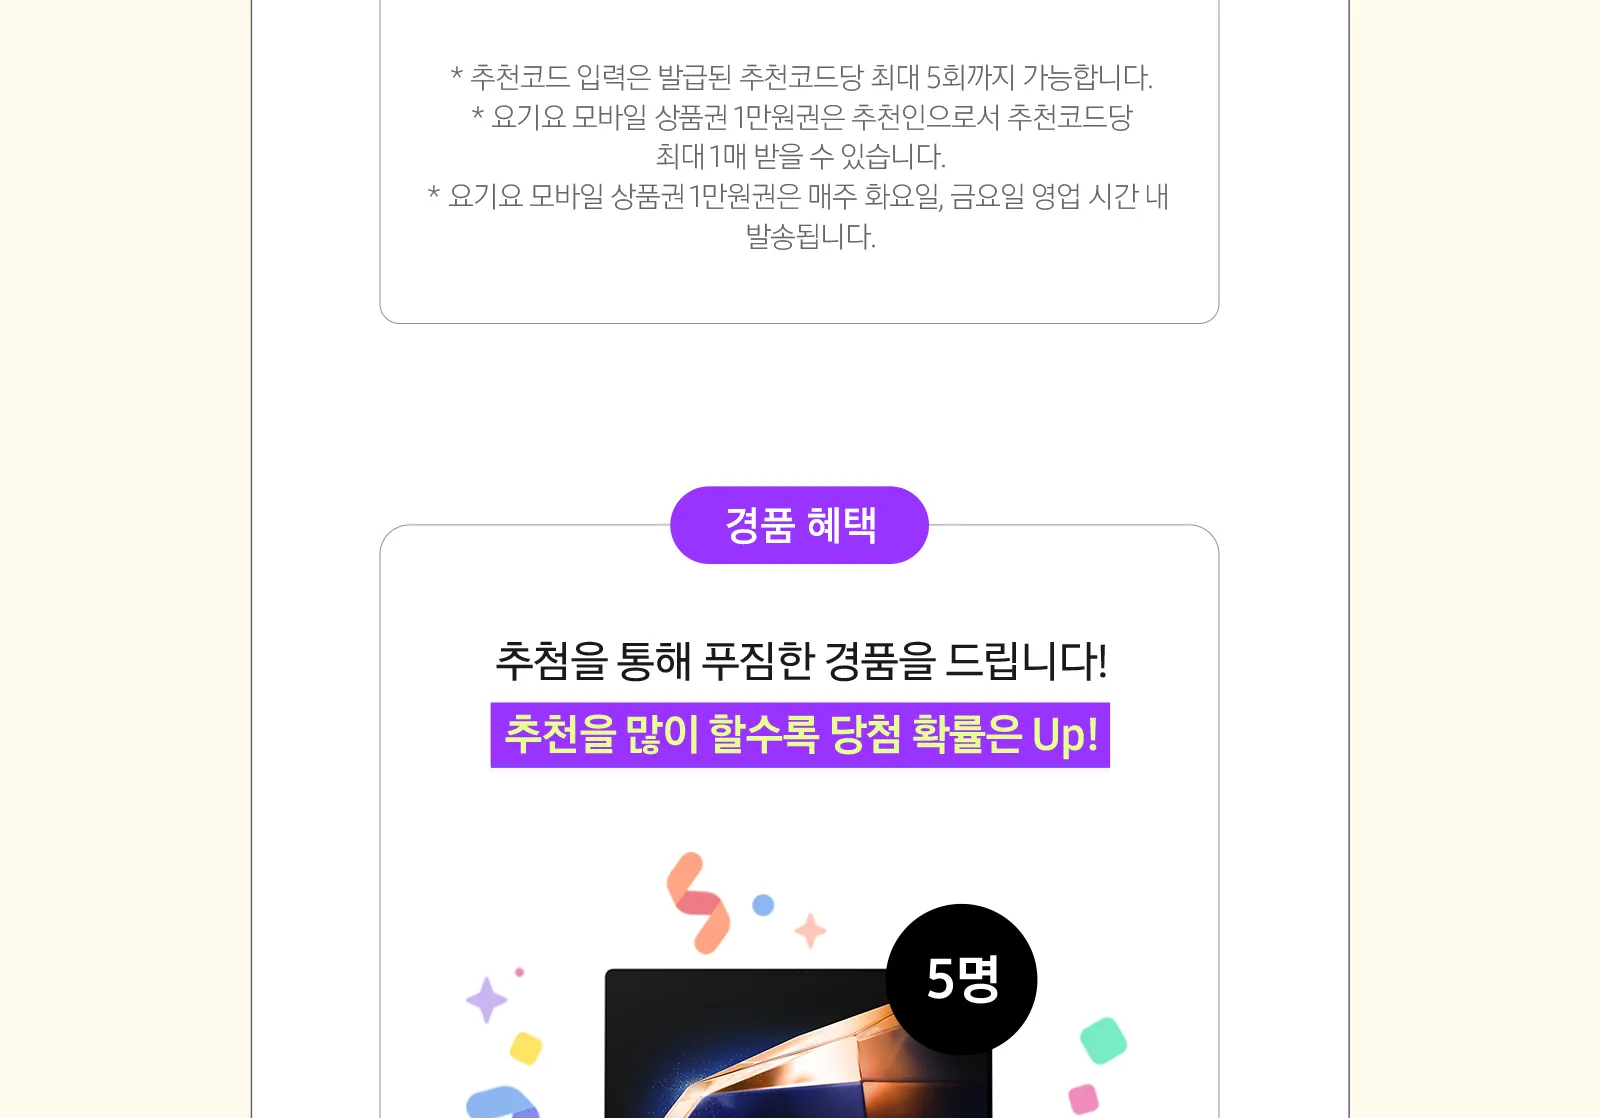 * 추천코드 입력은 발급된 추천코드당 최대 5회까지 가능합니다.
* 요기요 모바일 상품권 1만원권은 추천인으로서 추천코드당
최대 1매 받을 수 있습니다.
* 요기요 모바일 상품권 1만원권은 매주 화요일, 금요일 영업 시간 내
발송됩니다.
경품 혜택
추첨을 통해 푸짐한 경품을 드립니다!
추천을 많이 할수록 당첨 확률은 Up!
5명